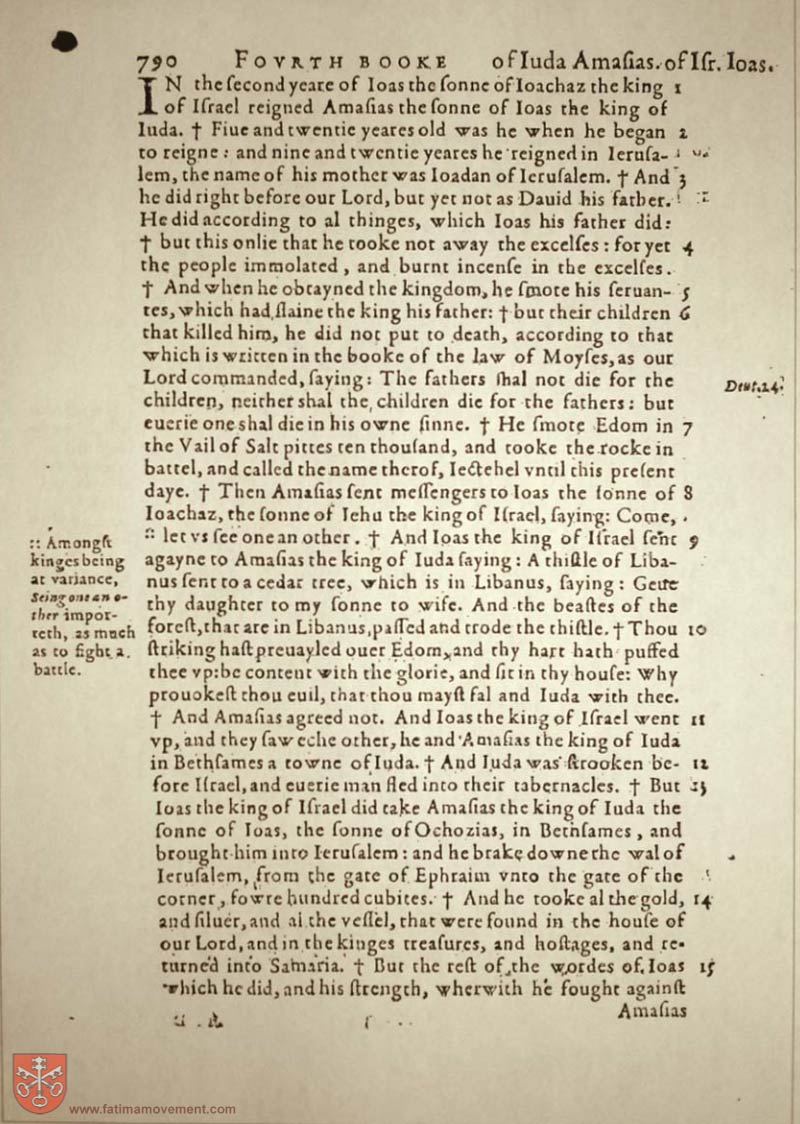 790 FOVRTH BOOKE of Iuda Amaſias. of Iſr. Ioas.
IN the ſecond yeare of Ioas the ſonne of Ioachaz the king 1
of Iſrael reigned Amaſias the ſonne of Ioas the king of
Iuda. † Fiue and twentie yeares old was he when he began 2
to reigne: and nine and twentie yeares he reigned in Ieruſa-
lem, the name of his mother was Ioadan of Ieruſalem. † And 3
he did right before our Lord, but yet not as Dauid his father.
He did according to al thinges, which Ioas his father did:
† but this onlie that he tooke not away the excelſes: for yet 4
the people immolated, and burnt incenſe in the excelſes.
† And when he obtayned the kingdom, he ſmote his ſeruan- 5
tes, which had ſlaine the king his father: † but their children 6
that killed him, he did not put to death, according to that
which is written in the booke of the law of Moyſes, as our
Lord commanded, ſaying: The fathers ſhal not die for the
Deut. 24.
children, neither shal the children die for the fathers: but
euerie one shal die in his owne ſinne. † He ſmote Edom in 7
the Vail of Salt pittes ten thouſand, and tooke the rocke in
battel, and called the name therof, Iectehel vntil this preſent
daye. † Then Amaſias ſent meſſengers to Ioas the ſonne of 8
Ioachaz, the ſonne of Iehu the king of Iſrael, ſaying: Come,
:: let vs ſee one an other. † And Ioas the king of Iſrael ſent 9
agayne to Amaſias the king of Iuda ſaying: A thiſtle of Liba-
nus ſent to a cedar tree, which is in Libanus, ſaying: Geue
thy daughter to my ſonne to wife. And the beaſtes of the
foreſt, that are in Libanus, paſſed and trode the thiſtle. † Thou 10
ſtriking haſt preuayled ouer Edom, and thy hart hath puffed
thee vp: be content with the glorie, and ſit in thy houſe: Why
prouokeſt thou euil, that thou mayſt fal and Iuda with thee.
:: Amongſt
kinges being
at variance,
ſeing one an o-
ther impor-
teth, as much
as to fight a
battle.
† And Amaſias agreed not. And Ioas the king of Iſrael went 11
vp, and they ſaw eche other, he and Amaſias the king of Iuda
in Bethſames a towne of Iuda. † And Iuda was ſtrooken be- 12
fore Iſrael, and euerie man fled into their tabernacles. † But 13
Ioas the king of Iſrael did take Amaſias the king of Iuda the
ſonne of Ioas, the ſonne of Ochozias, in Bethſames, and
brought him into Ieruſalem: and he brake downe the wal of
Ieruſalem, from the gate of Ephraim vnto the gate of the
corner, fowre hundred cubites. † And he tooke al the gold, 14
and ſiluer, and al the veſſel, that were found in the houſe of
our Lord, and in the kinges treaſures, and hoſtages, and re-
turned into Samaria. † But the reſt of the wordes of Ioas 15
which he did, and his ſtrength, wherwith he fought againſt
Amaſias
www.fatimamovement.com